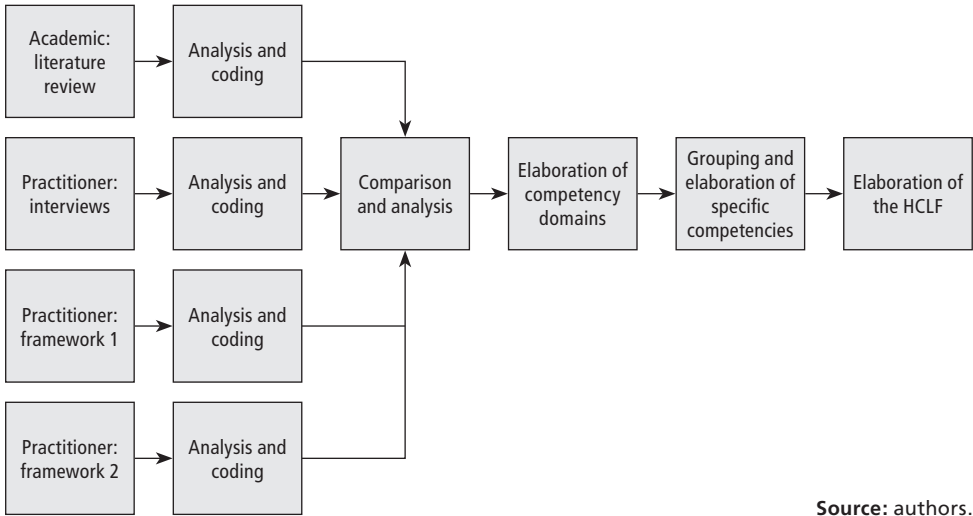 Academic:
literature
review
Analysis and
coding
Practitioner:
interviews
Analysis and
coding
Comparison
and analysis
Elaboration of
competency
domains
Grouping and
elaboration of
specific
competencies
Elaboration of
the HCLF
Practitioner:
framework 1
Analysis and
coding
Practitioner:
framework 2
Analysis and
coding
Source: authors.